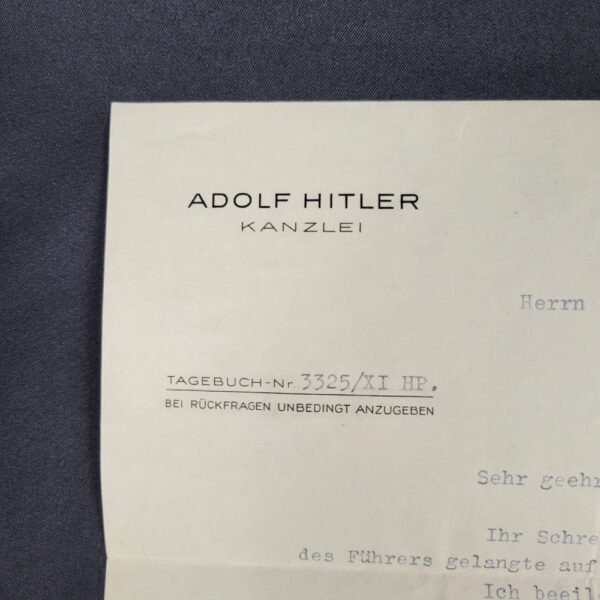 ADOLF HITLER
KANZLEI
Herrn
TAGEBUCH-Nr. 3325/XI HP.
BEI RÜCKFRAGEN UNBEDINGT ANZUGEBEN
Sehr geehr
Ihr Schre
des Führers gelangte auf
Ich beeil